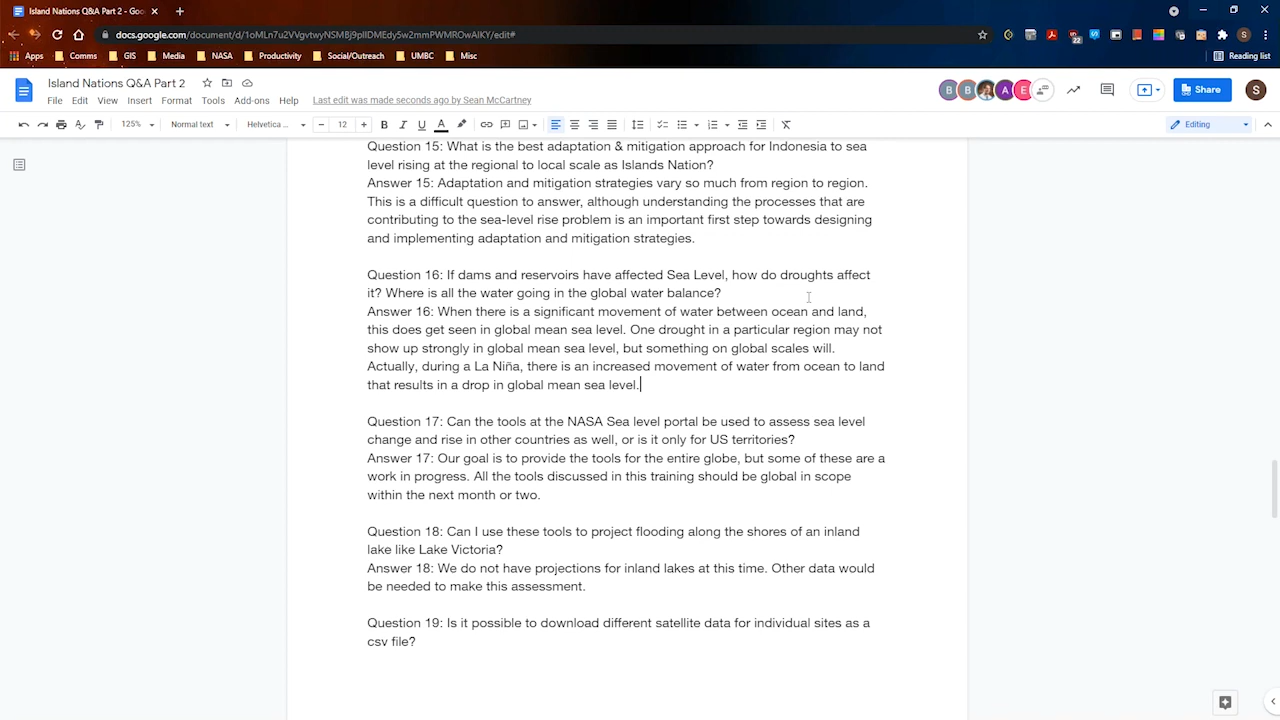 Island Nations Q&A Part 2 - Goo
docs.google.com/document/d/1oMLn7u2VVgvtwyNSMBj9plIDMEdy5w2mmPWMROwAlKY/edit#
Apps Comms GIS Media NASA Productivity Social/Outreach UMBC Misc Reading list
Island Nations Q&A Part 2
File Edit View Insert Format Tools Add-ons Help Last edit was made seconds ago by Sean McCartney
B B A E Share S
125% Normal text Helvetica ... 12 B I U A Editing
Question 15: What is the best adaptation & mitigation approach for Indonesia to sea
level rising at the regional to local scale as Islands Nation?
Answer 15: Adaptation and mitigation strategies vary so much from region to region.
This is a difficult question to answer, although understanding the processes that are
contributing to the sea-level rise problem is an important first step towards designing
and implementing adaptation and mitigation strategies.
Question 16: If dams and reservoirs have affected Sea Level, how do droughts affect
it? Where is all the water going in the global water balance?
Answer 16: When there is a significant movement of water between ocean and land,
this does get seen in global mean sea level. One drought in a particular region may not
show up strongly in global mean sea level, but something on global scales will.
Actually, during a La Niña, there is an increased movement of water from ocean to land
that results in a drop in global mean sea level.
Question 17: Can the tools at the NASA Sea level portal be used to assess sea level
change and rise in other countries as well, or is it only for US territories?
Answer 17: Our goal is to provide the tools for the entire globe, but some of these are a
work in progress. All the tools discussed in this training should be global in scope
within the next month or two.
Question 18: Can I use these tools to project flooding along the shores of an inland
lake like Lake Victoria?
Answer 18: We do not have projections for inland lakes at this time. Other data would
be needed to make this assessment.
Question 19: Is it possible to download different satellite data for individual sites as a
csv file?